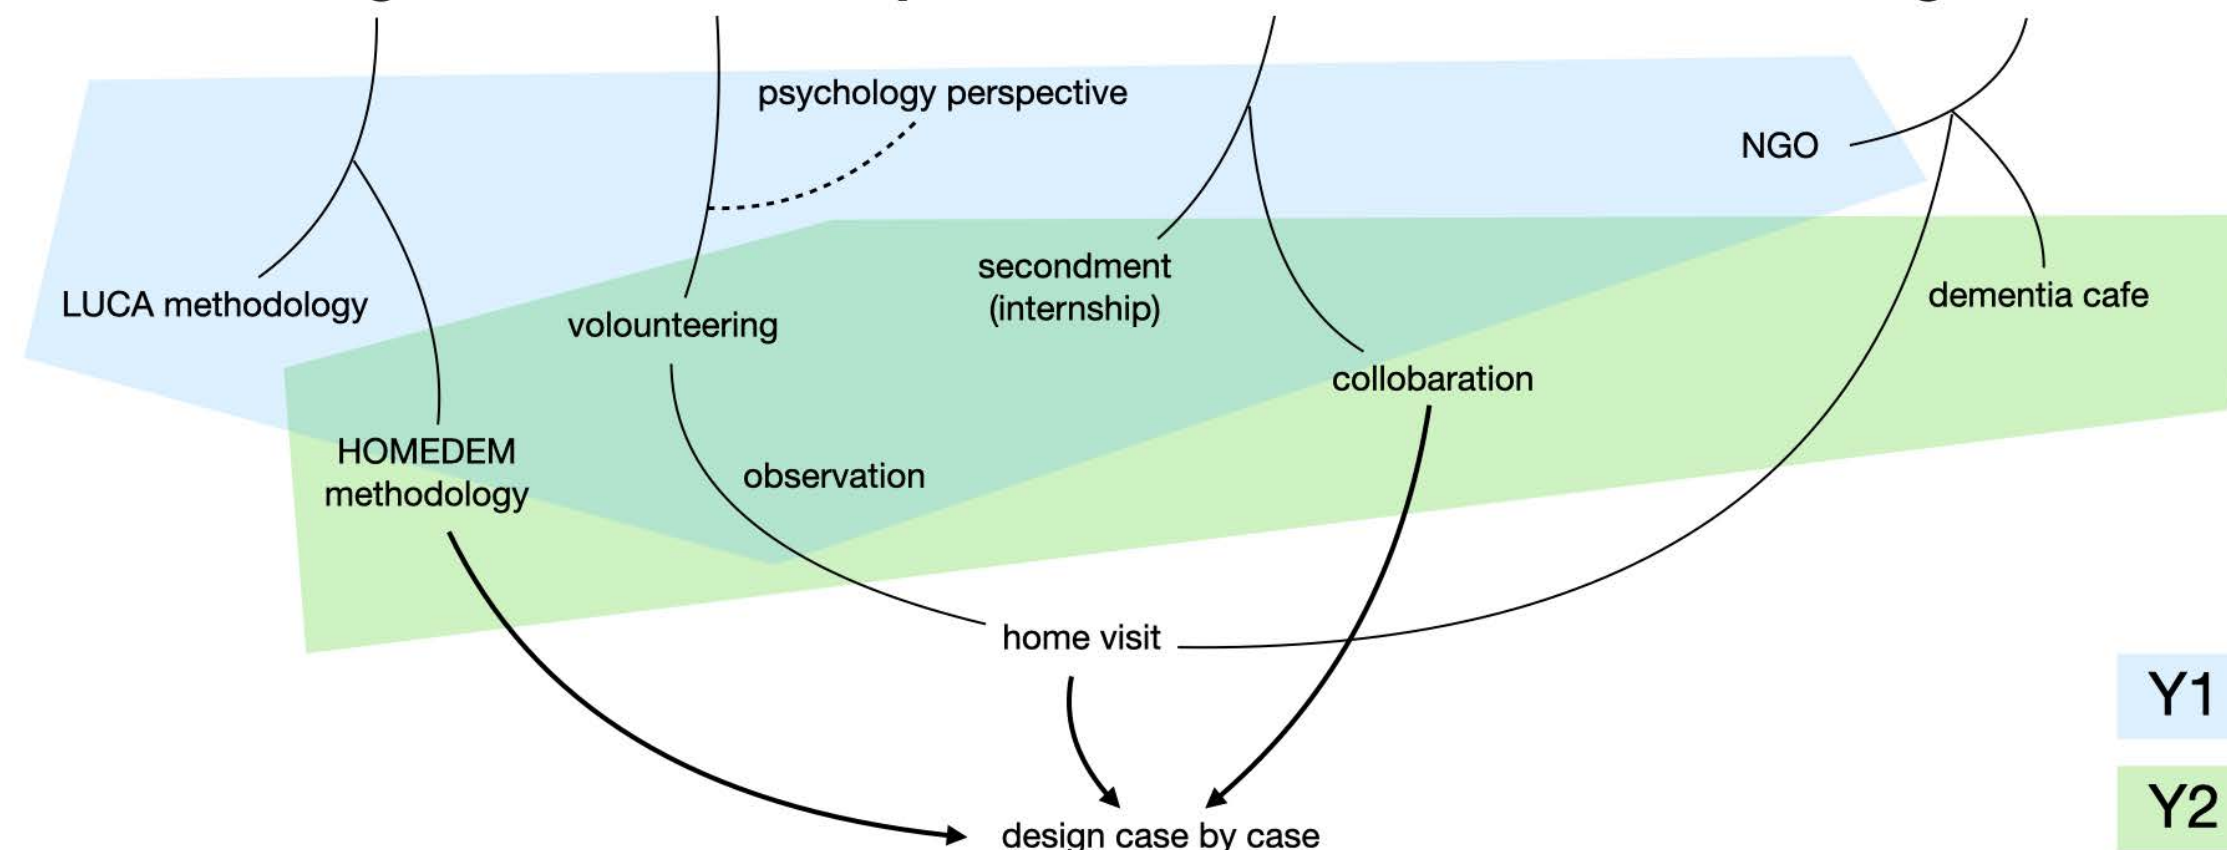 psychology perspective
NGO
secondment
(internship)
dementia cafe
LUCA methodology
volounteering
collobaration
HOMEDEM
methodology
observation
home visit
Y1
Y2
design case by case